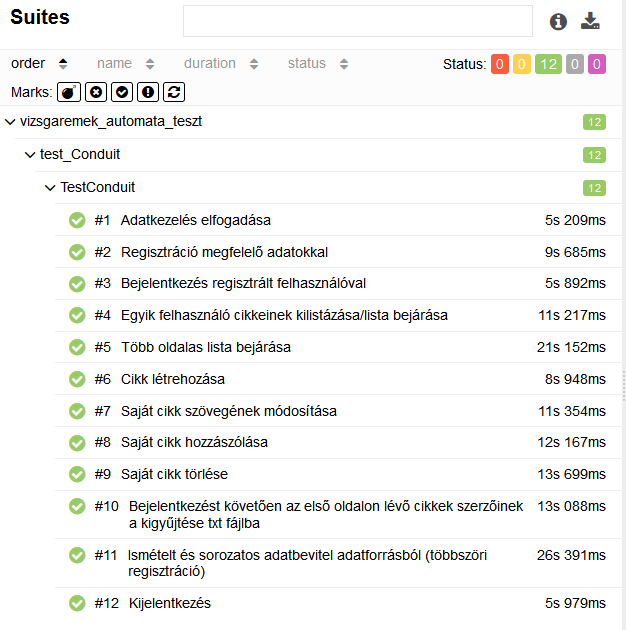 Suites
order name duration status Status: 0 0 12 0 0
Marks:
vizsgaremek_automata_teszt 12
test_Conduit 12
TestConduit 12
#1 Adatkezelés elfogadása 5s 209ms
#2 Regisztráció megfelelő adatokkal 9s 685ms
#3 Bejelentkezés regisztrált felhasználóval 5s 892ms
#4 Egyik felhasználó cikkeinek kilistázása/lista bejárása 11s 217ms
#5 Több oldalas lista bejárása 21s 152ms
#6 Cikk létrehozása 8s 948ms
#7 Saját cikk szövegének módosítása 11s 354ms
#8 Saját cikk hozzászólása 12s 167ms
#9 Saját cikk törlése 13s 699ms
#10 Bejelentkezést követően az első oldalon lévő cikkek szerzőinek 13s 088ms
a kigyűjtése txt fájlba
#11 Ismételt és sorozatos adatbevitel adatforrásból (többszöri 26s 391ms
regisztráció)
#12 Kijelentkezés 5s 979ms